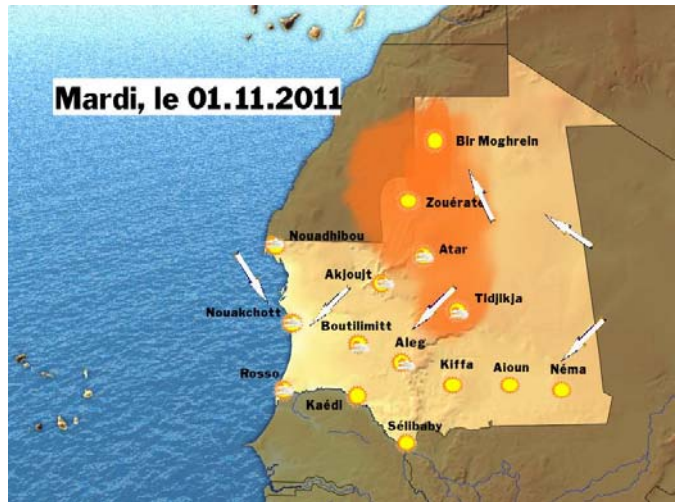 Mardi, le 01.11.2011
Bir Moghrein
Zouérate
Nouadhibou
Atar
Akjoujt
Tidjikja
Nouakchott
Boutilimitt
Aleg
Kiffa
Aioun
Néma
Rosso
Kaédi
Sélibaby